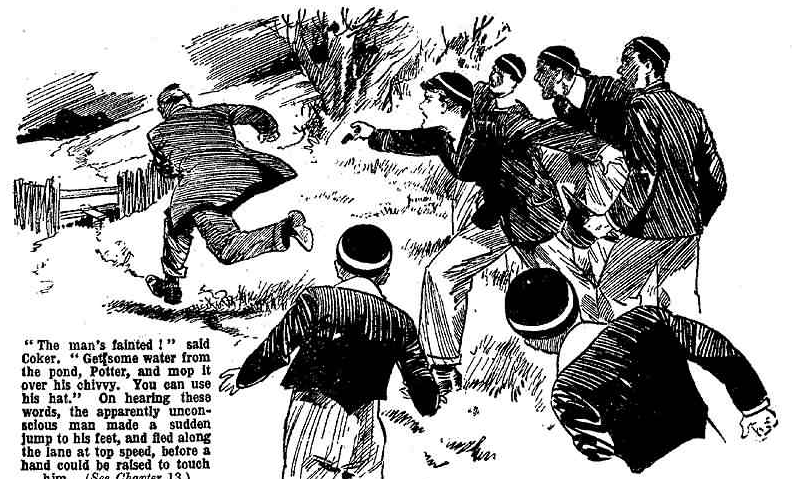 "The man's fainted!" said
Coker. "Get some water from
the pond, Potter, and mop it
over his chivvy. You can use
his hat." On hearing these
words, the apparently uncon-
scious man made a sudden
jump to his feet, and fled along
the lane at top speed, before a
hand could be raised to touch
him. (See Chapter 13.)